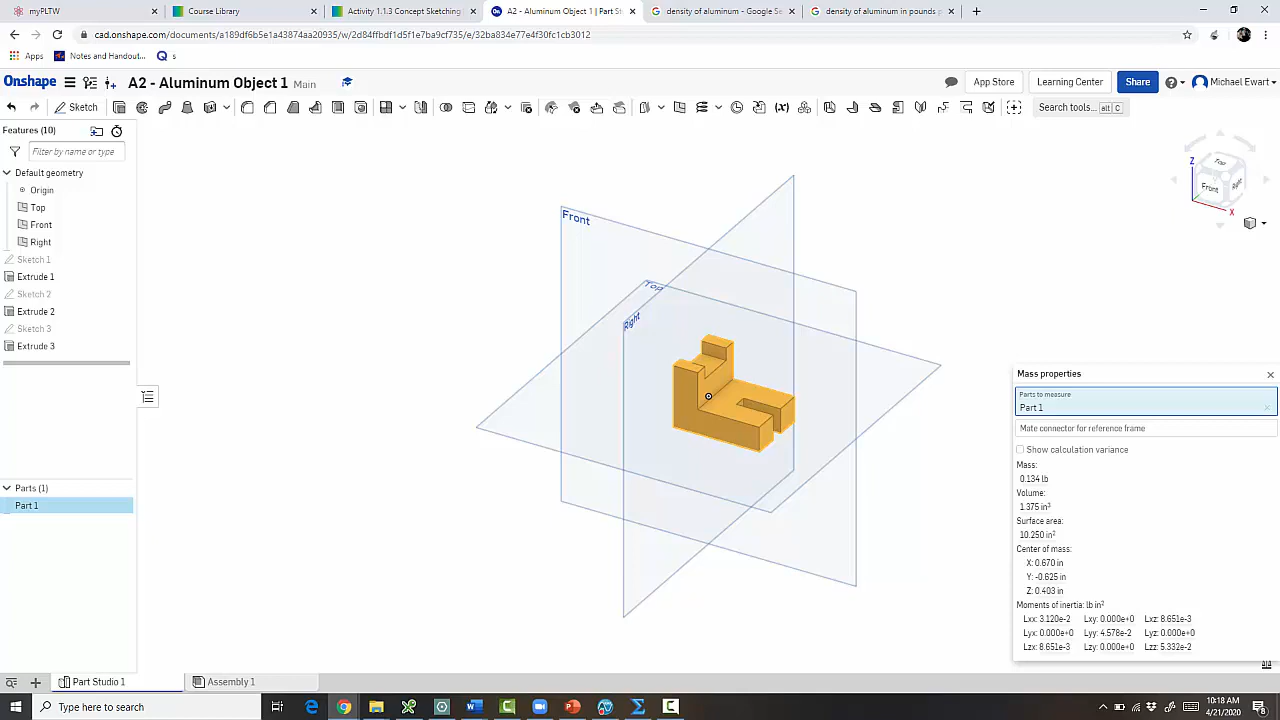 myPLTW
Course Library
Activity 1.1.3 Concept Sketching
A2 - Aluminum Object 1 | Part St
density of aluminum - Google Se
density of aluminum in pounds p
cad.onshape.com/documents/a189df6b5e1a43874aa20935/w/2d84ffbdf1d5f1e7ba9cf735/e/32ba834e77e4f30fc1cb3012
Apps
Notes and Handout...
s
Onshape
A2 - Aluminum Object 1 Main
App Store
Learning Center
Share
Michael Ewart
Sketch
Search tools... alt C
Features (10)
Filter by name or type
Default geometry
Origin
Top
Front
Right
Sketch 1
Extrude 1
Sketch 2
Extrude 2
Sketch 3
Extrude 3
Parts (1)
Part 1
Front
Top
Right
Z
Top
Front
Right
X
Mass properties
Parts to measure
Part 1
Mate connector for reference frame
Show calculation variance
Mass:
0.134 lb
Volume:
1.375 in³
Surface area:
10.250 in²
Center of mass:
X: 0.670 in
Y: -0.625 in
Z: 0.403 in
Moments of inertia: lb in²
Lxx: 3.120e-2 Lxy: 0.000e+0 Lxz: 8.651e-3
Lyx: 0.000e+0 Lyy: 4.578e-2 Lyz: 0.000e+0
Lzx: 8.651e-3 Lzy: 0.000e+0 Lzz: 5.332e-2
Part Studio 1
Assembly 1
Type here to search
10:18 AM
4/21/2020